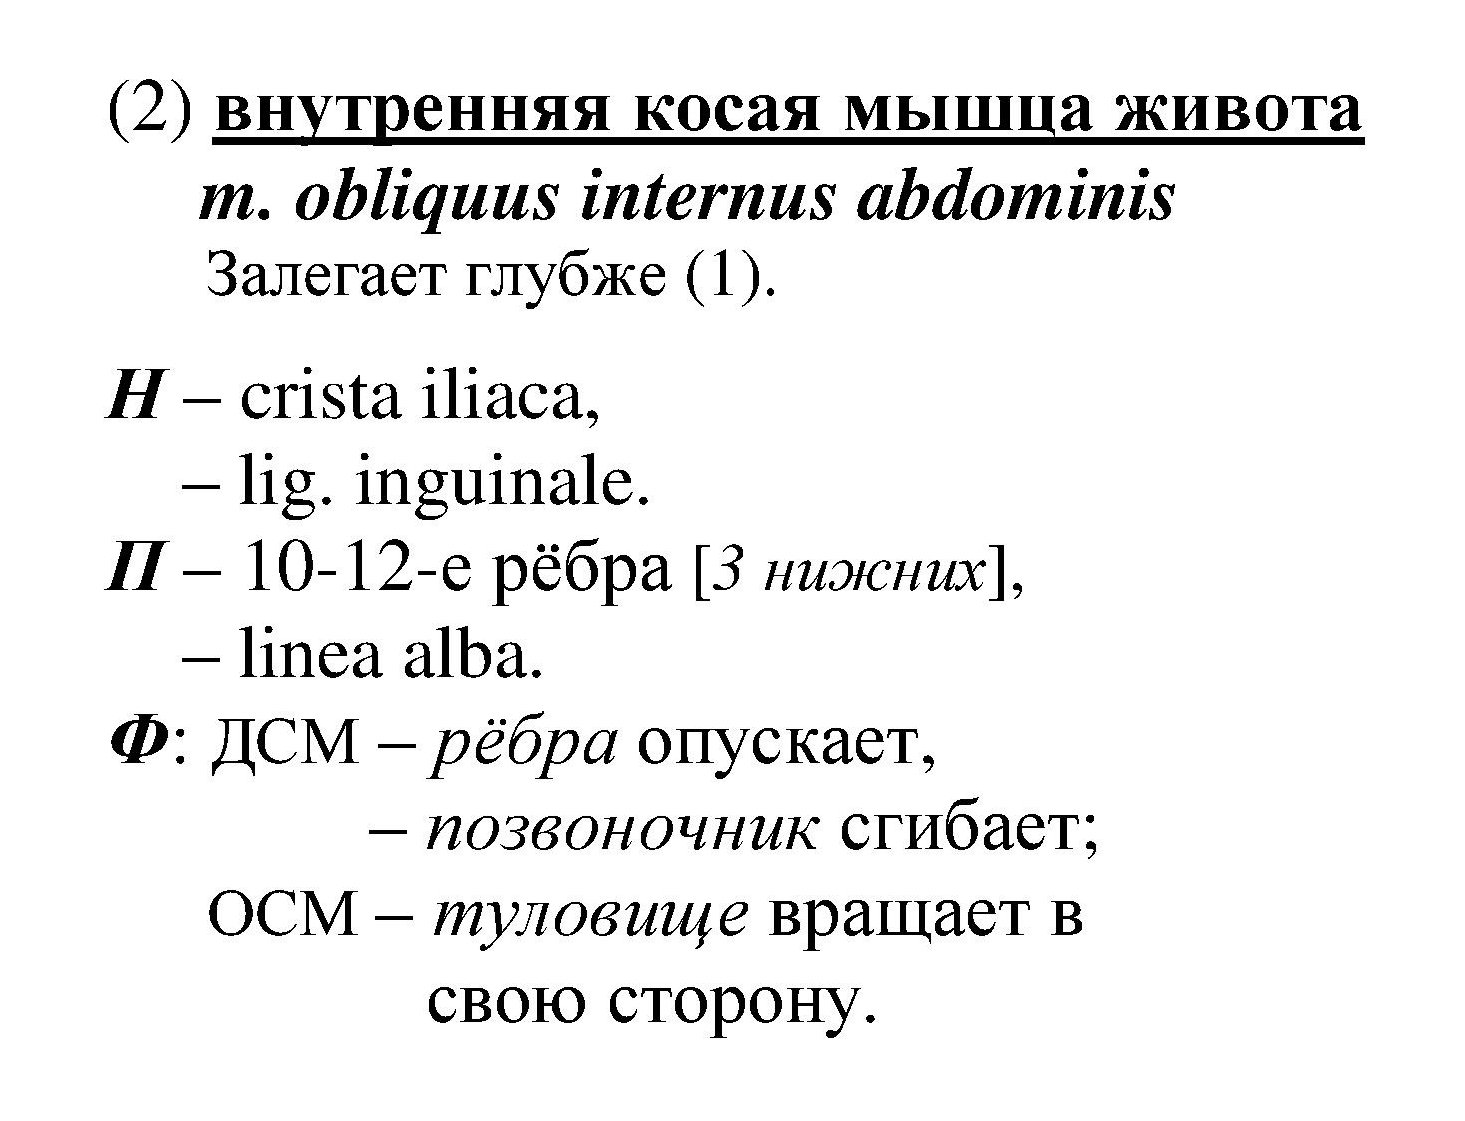 (2) внутренняя косая мышца живота
m. obliquus internus abdominis
Залегает глубже (1).
Н – crista iliaca,
– lig. inguinale.
П – 10-12-е рёбра [3 нижних],
– linea alba.
Ф: ДСМ – рёбра опускает,
– позвоночник сгибает;
ОСМ – туловище вращает в
свою сторону.